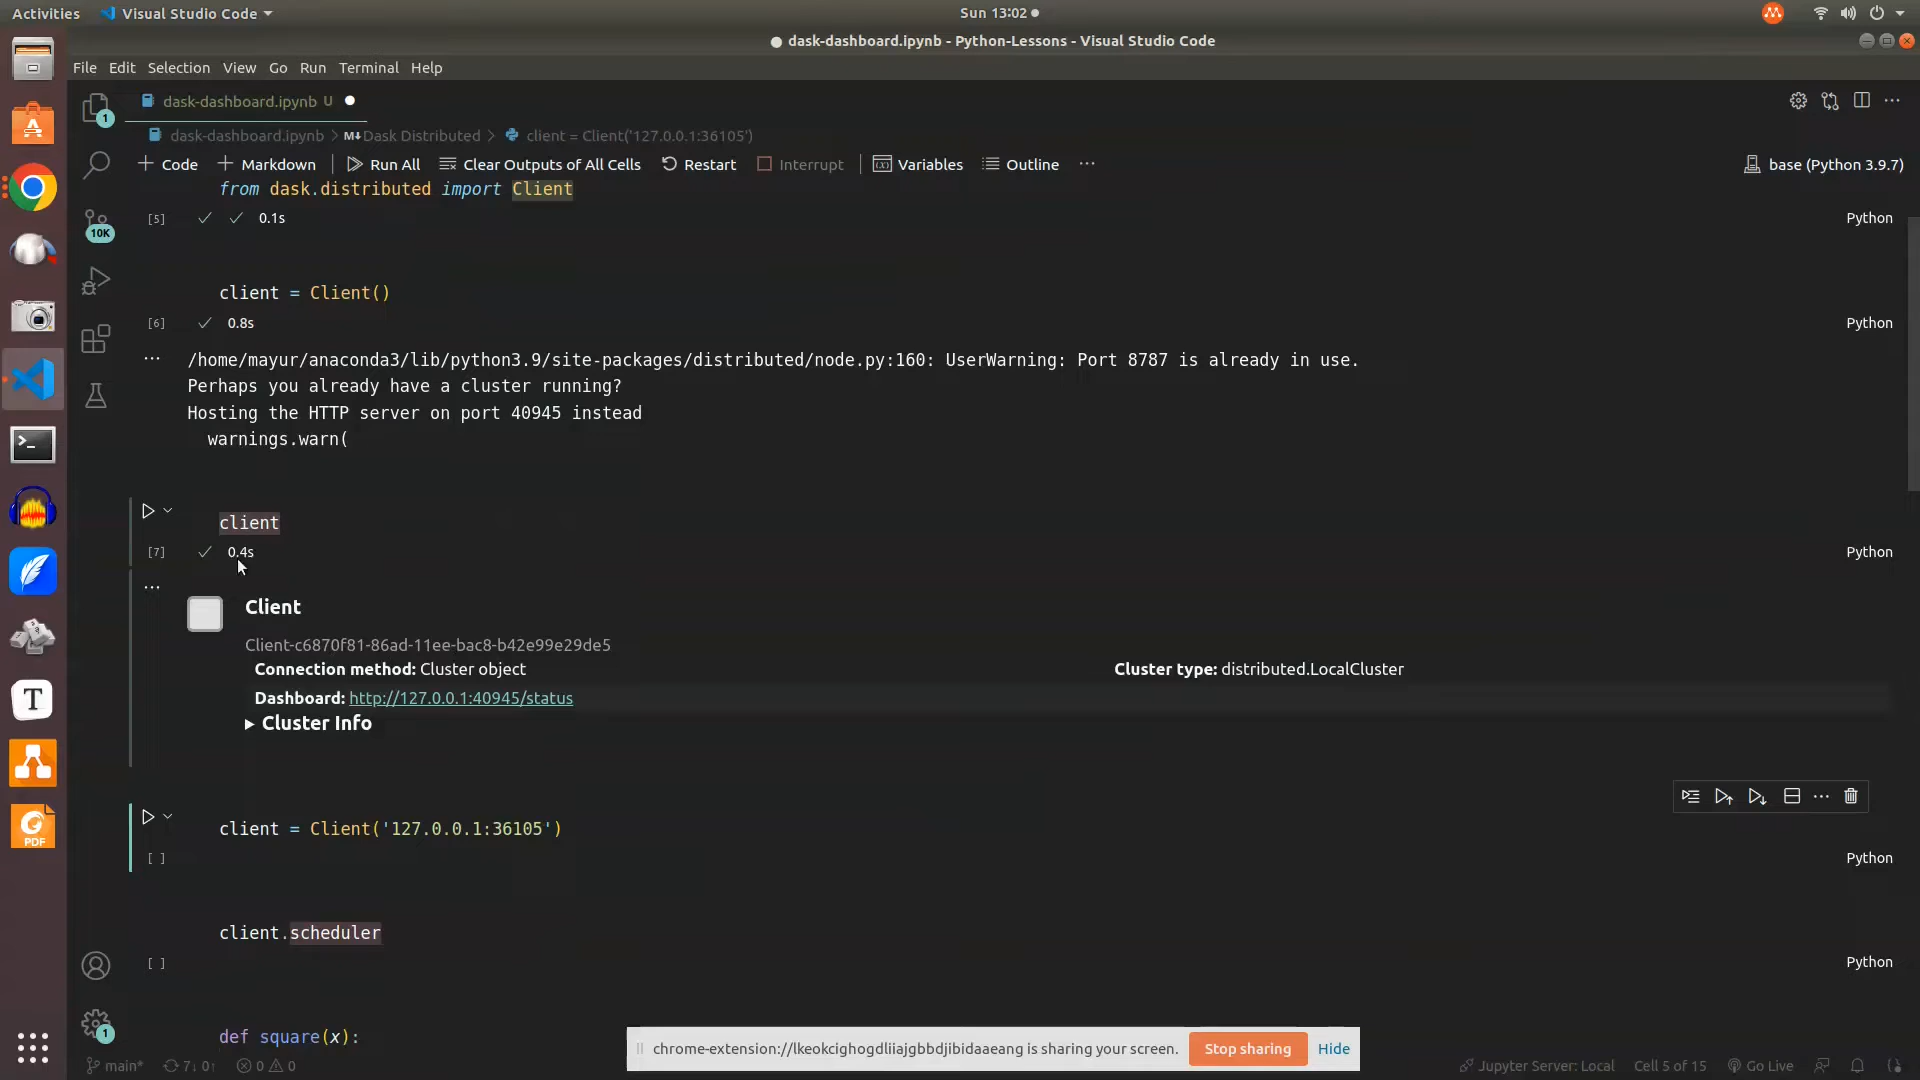 Activities Visual Studio Code Sun 13:02
dask-dashboard.ipynb - Python-Lessons - Visual Studio Code
File Edit Selection View Go Run Terminal Help
1 dask-dashboard.ipynb U
dask-dashboard.ipynb > M↓Dask Distributed > client = Client('127.0.0.1:36105')
+ Code + Markdown Run All Clear Outputs of All Cells Restart Interrupt Variables Outline ··· base (Python 3.9.7)
from dask.distributed import Client
[5] ✓ ✓ 0.1s Python
10K
client = Client()
[6] ✓ 0.8s Python
/home/mayur/anaconda3/lib/python3.9/site-packages/distributed/node.py:160: UserWarning: Port 8787 is already in use.
Perhaps you already have a cluster running?
Hosting the HTTP server on port 40945 instead
warnings.warn(
client
[7] ✓ 0.4s Python
Client
Client-c6870f81-86ad-11ee-bac8-b42e99e29de5
Connection method: Cluster object Cluster type: distributed.LocalCluster
Dashboard: http://127.0.0.1:40945/status
▶ Cluster Info
client = Client('127.0.0.1:36105')
[ ] Python
client.scheduler
[ ] Python
def square(x):
1
chrome-extension://lkeokcighogdliiajgbbdjibidaaeang is sharing your screen. Stop sharing Hide
main* 7↓ 0↑ 0 0 Jupyter Server: Local Cell 5 of 15 Go Live
T
PDF